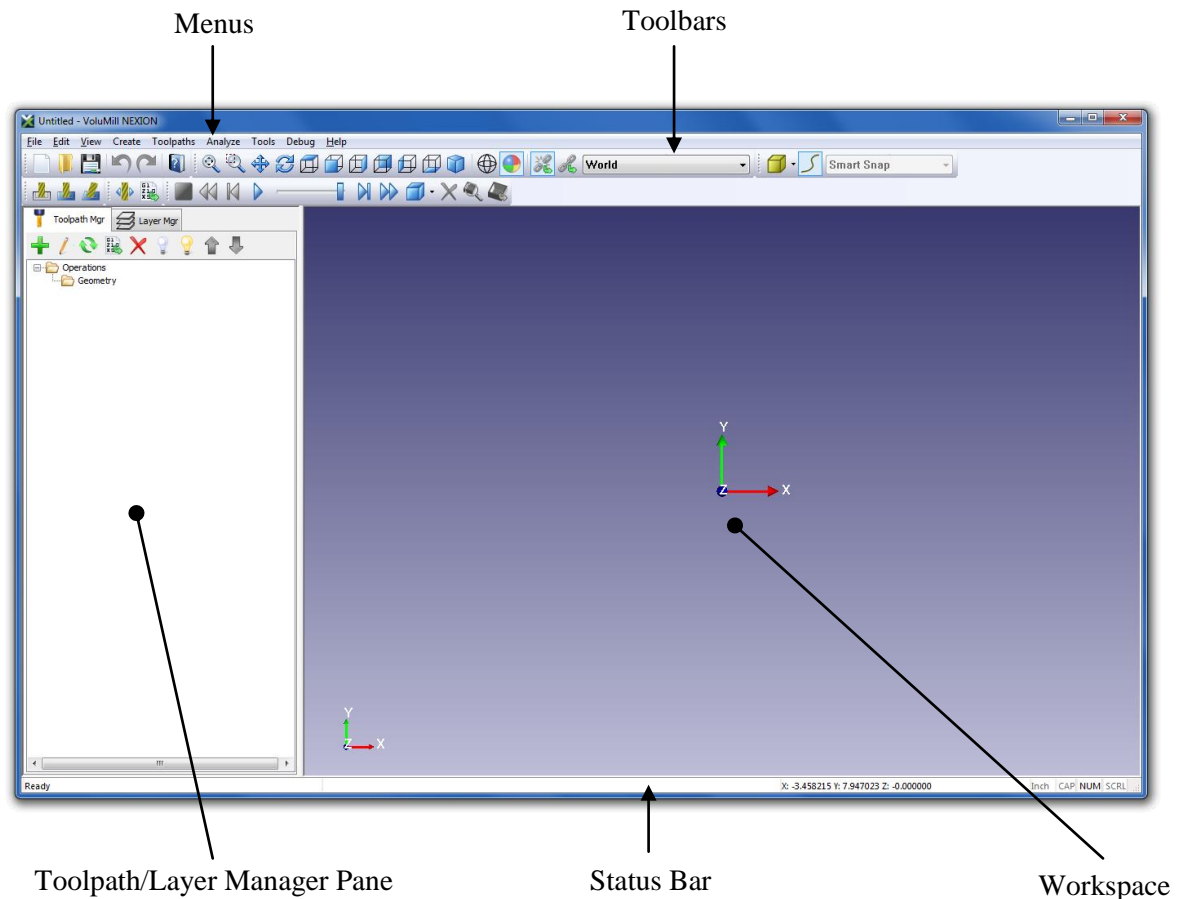 Menus
Toolbars
Untitled - VoluMill NEXION
File Edit View Create Toolpaths Analyze Tools Debug Help
World
Smart Snap
Toolpath Mgr
Layer Mgr
Operations
Geometry
Y
Z
X
Y
Z
X
Ready
X: -3.458215 Y: 7.947023 Z: -0.000000
Inch CAP NUM SCRL
Toolpath/Layer Manager Pane
Status Bar
Workspace